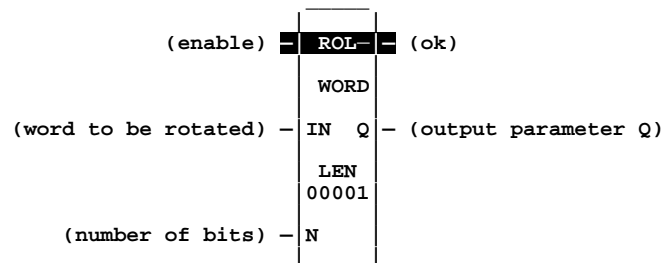 (enable) ROL (ok)
WORD
(word to be rotated) IN Q (output parameter Q)
LEN
00001
(number of bits) N